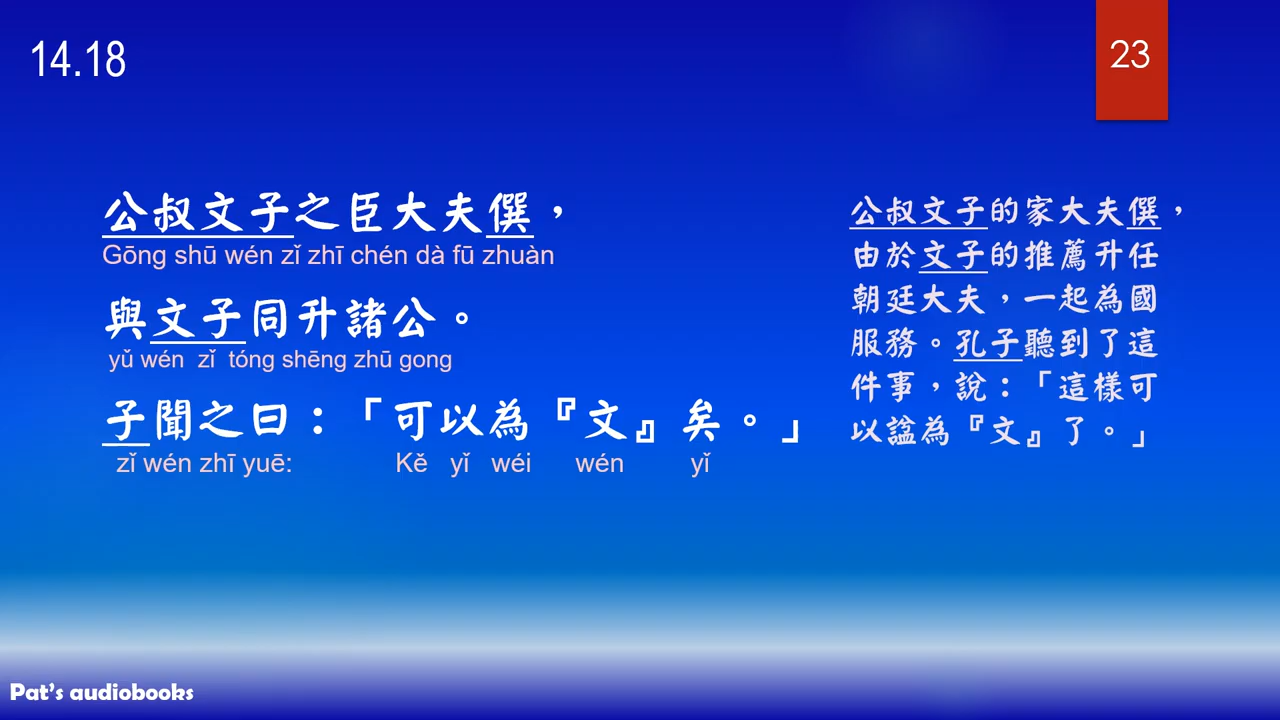 14.18
23
公叔文子之臣大夫僎，
Gōng shū wén zǐ zhī chén dà fū zhuàn
與文子同升諸公。
yǔ wén zǐ tóng shēng zhū gong
子聞之曰：「可以為『文』矣。」
zǐ wén zhī yuē: Kě yǐ wéi wén yǐ
公叔文子的家大夫僎，
由於文子的推薦升任
朝廷大夫，一起為國
服務。孔子聽到了這
件事，說：「這樣可
以諡為『文』了。」
Pat's audiobooks